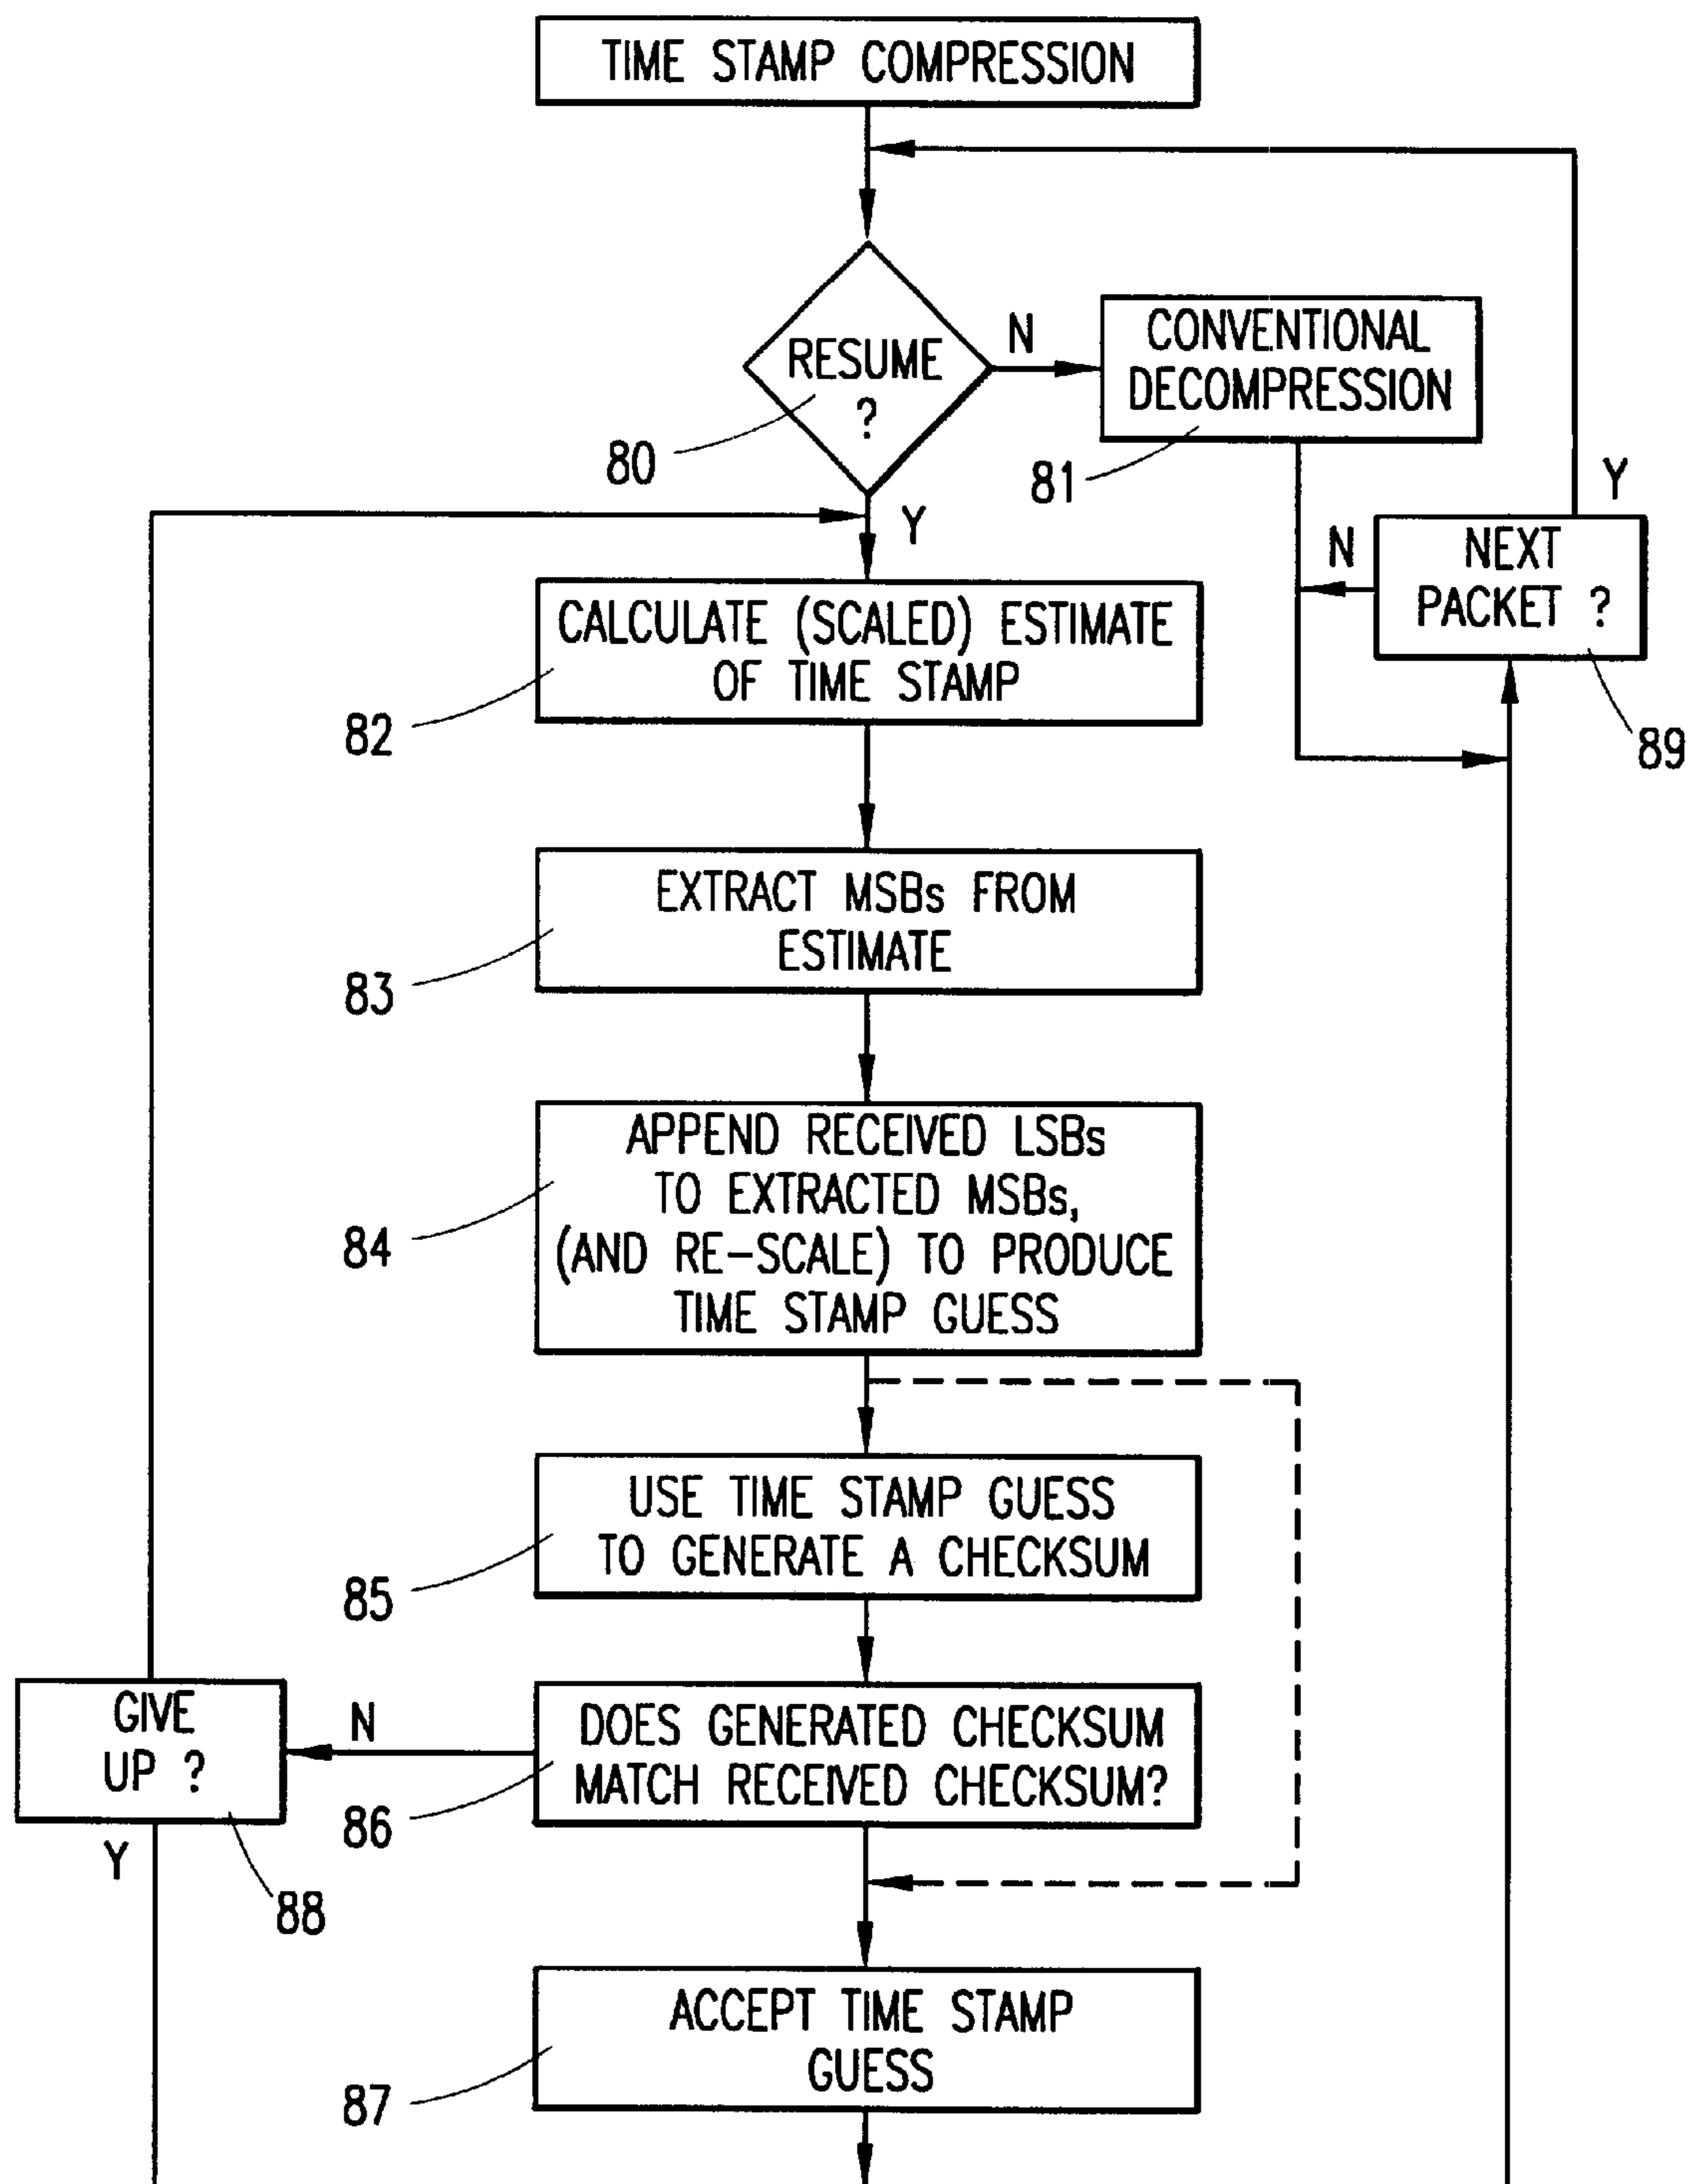 TIME STAMP COMPRESSION
RESUME
?
80
N
Y
CONVENTIONAL
DECOMPRESSION
81
Y
N
NEXT
PACKET ?
89
CALCULATE (SCALED) ESTIMATE
OF TIME STAMP
82
EXTRACT MSBs FROM
ESTIMATE
83
APPEND RECEIVED LSBs
TO EXTRACTED MSBs,
(AND RE-SCALE) TO PRODUCE
TIME STAMP GUESS
84
USE TIME STAMP GUESS
TO GENERATE A CHECKSUM
85
DOES GENERATED CHECKSUM
MATCH RECEIVED CHECKSUM?
86
N
GIVE
UP ?
Y
88
ACCEPT TIME STAMP
GUESS
87